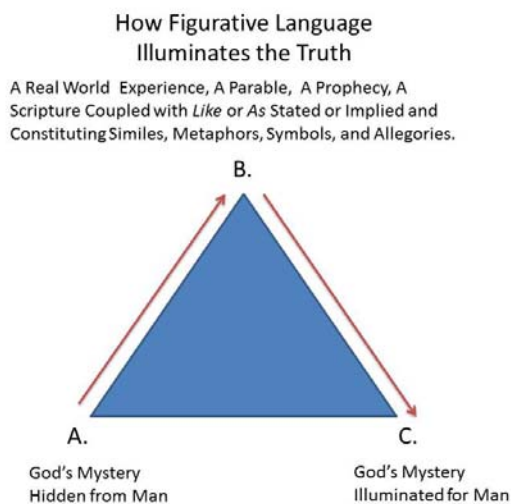 How Figurative Language
Illuminates the Truth
A Real World Experience, A Parable, A Prophecy, A
Scripture Coupled with Like or As Stated or Implied and
Constituting Similes, Metaphors, Symbols, and Allegories.
B.
A.
C.
God's Mystery
Hidden from Man
God's Mystery
Illuminated for Man